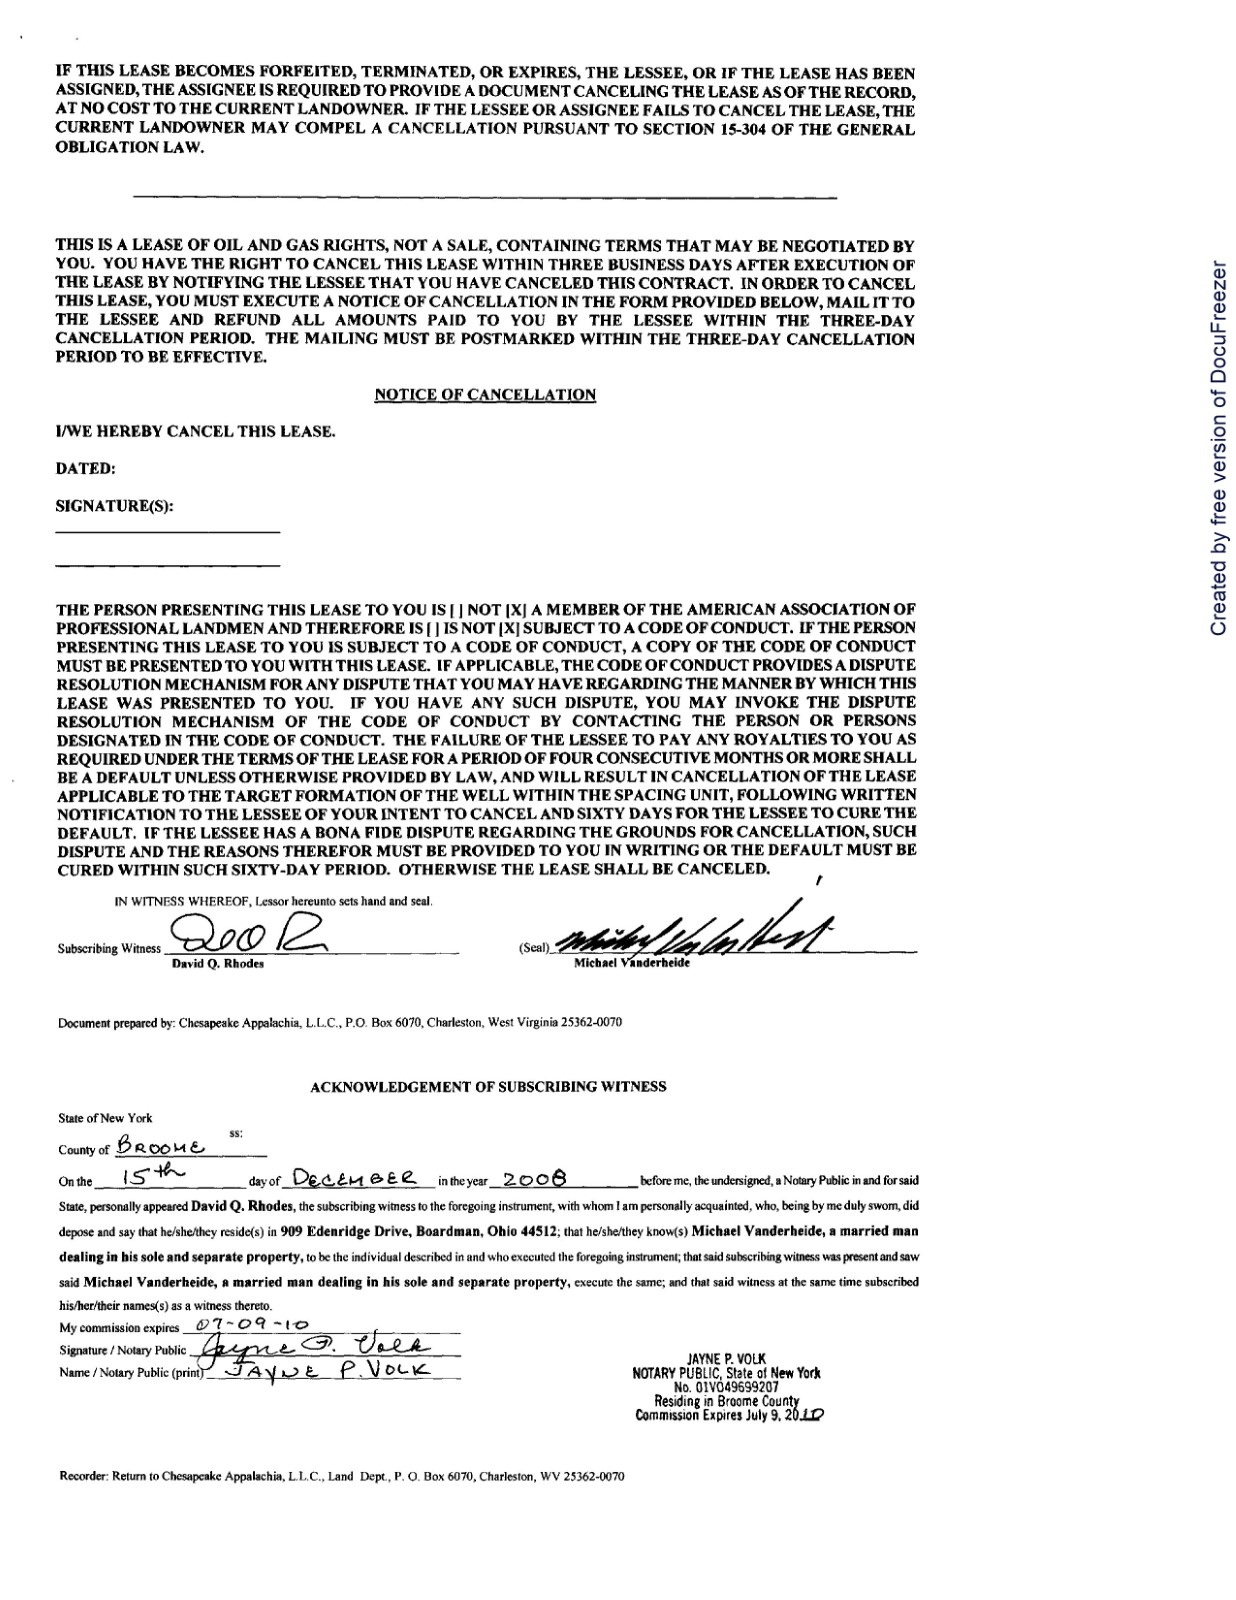 IF THIS LEASE BECOMES FORFEITED, TERMINATED, OR EXPIRES, THE LESSEE, OR IF THE LEASE HAS BEEN
ASSIGNED, THE ASSIGNEE IS REQUIRED TO PROVIDE A DOCUMENT CANCELING THE LEASE AS OF THE RECORD,
AT NO COST TO THE CURRENT LANDOWNER. IF THE LESSEE OR ASSIGNEE FAILS TO CANCEL THE LEASE, THE
CURRENT LANDOWNER MAY COMPEL A CANCELLATION PURSUANT TO SECTION 15-304 OF THE GENERAL
OBLIGATION LAW.
THIS IS A LEASE OF OIL AND GAS RIGHTS, NOT A SALE, CONTAINING TERMS THAT MAY BE NEGOTIATED BY
YOU. YOU HAVE THE RIGHT TO CANCEL THIS LEASE WITHIN THREE BUSINESS DAYS AFTER EXECUTION OF
THE LEASE BY NOTIFYING THE LESSEE THAT YOU HAVE CANCELED THIS CONTRACT. IN ORDER TO CANCEL
THIS LEASE, YOU MUST EXECUTE A NOTICE OF CANCELLATION IN THE FORM PROVIDED BELOW, MAIL IT TO
THE LESSEE AND REFUND ALL AMOUNTS PAID TO YOU BY THE LESSEE WITHIN THE THREE-DAY
CANCELLATION PERIOD. THE MAILING MUST BE POSTMARKED WITHIN THE THREE-DAY CANCELLATION
PERIOD TO BE EFFECTIVE.
NOTICE OF CANCELLATION
I/WE HEREBY CANCEL THIS LEASE.
DATED:
SIGNATURE(S):
THE PERSON PRESENTING THIS LEASE TO YOU IS [ ] NOT [X] A MEMBER OF THE AMERICAN ASSOCIATION OF
PROFESSIONAL LANDMEN AND THEREFORE IS [ ] IS NOT [X] SUBJECT TO A CODE OF CONDUCT. IF THE PERSON
PRESENTING THIS LEASE TO YOU IS SUBJECT TO A CODE OF CONDUCT, A COPY OF THE CODE OF CONDUCT
MUST BE PRESENTED TO YOU WITH THIS LEASE. IF APPLICABLE, THE CODE OF CONDUCT PROVIDES A DISPUTE
RESOLUTION MECHANISM FOR ANY DISPUTE THAT YOU MAY HAVE REGARDING THE MANNER BY WHICH THIS
LEASE WAS PRESENTED TO YOU. IF YOU HAVE ANY SUCH DISPUTE, YOU MAY INVOKE THE DISPUTE
RESOLUTION MECHANISM OF THE CODE OF CONDUCT BY CONTACTING THE PERSON OR PERSONS
DESIGNATED IN THE CODE OF CONDUCT. THE FAILURE OF THE LESSEE TO PAY ANY ROYALTIES TO YOU AS
REQUIRED UNDER THE TERMS OF THE LEASE FOR A PERIOD OF FOUR CONSECUTIVE MONTHS OR MORE SHALL
BE A DEFAULT UNLESS OTHERWISE PROVIDED BY LAW, AND WILL RESULT IN CANCELLATION OF THE LEASE
APPLICABLE TO THE TARGET FORMATION OF THE WELL WITHIN THE SPACING UNIT, FOLLOWING WRITTEN
NOTIFICATION TO THE LESSEE OF YOUR INTENT TO CANCEL AND SIXTY DAYS FOR THE LESSEE TO CURE THE
DEFAULT. IF THE LESSEE HAS A BONA FIDE DISPUTE REGARDING THE GROUNDS FOR CANCELLATION, SUCH
DISPUTE AND THE REASONS THEREFOR MUST BE PROVIDED TO YOU IN WRITING OR THE DEFAULT MUST BE
CURED WITHIN SUCH SIXTY-DAY PERIOD. OTHERWISE THE LEASE SHALL BE CANCELED.
IN WITNESS WHEREOF, Lessor hereunto sets hand and seal.
Subscribing Witness (Seal)
David Q. Rhodes Michael Vanderheide
Document prepared by: Chesapeake Appalachia, L.L.C., P.O. Box 6070, Charleston, West Virginia 25362-0070
ACKNOWLEDGEMENT OF SUBSCRIBING WITNESS
State of New York
ss:
County of BROOME
On the 15th day of DECEMBER in the year 2008 before me, the undersigned, a Notary Public in and for said
State, personally appeared David Q. Rhodes, the subscribing witness to the foregoing instrument, with whom I am personally acquainted, who, being by me duly sworn, did
depose and say that he/she/they reside(s) in 909 Edenridge Drive, Boardman, Ohio 44512; that he/she/they know(s) Michael Vanderheide, a married man
dealing in his sole and separate property, to be the individual described in and who executed the foregoing instrument; that said subscribing witness was present and saw
said Michael Vanderheide, a married man dealing in his sole and separate property, execute the same; and that said witness at the same time subscribed
his/her/their names(s) as a witness thereto.
My commission expires 07-09-10
Signature / Notary Public Jayne P. Volk
Name / Notary Public (print) JAYNE P. VOLK
JAYNE P. VOLK
NOTARY PUBLIC, State of New York
No. 01VO49699207
Residing in Broome County
Commission Expires July 9, 2010
Recorder: Return to Chesapeake Appalachia, L.L.C., Land Dept., P. O. Box 6070, Charleston, WV 25362-0070
Created by free version of DocuFreezer